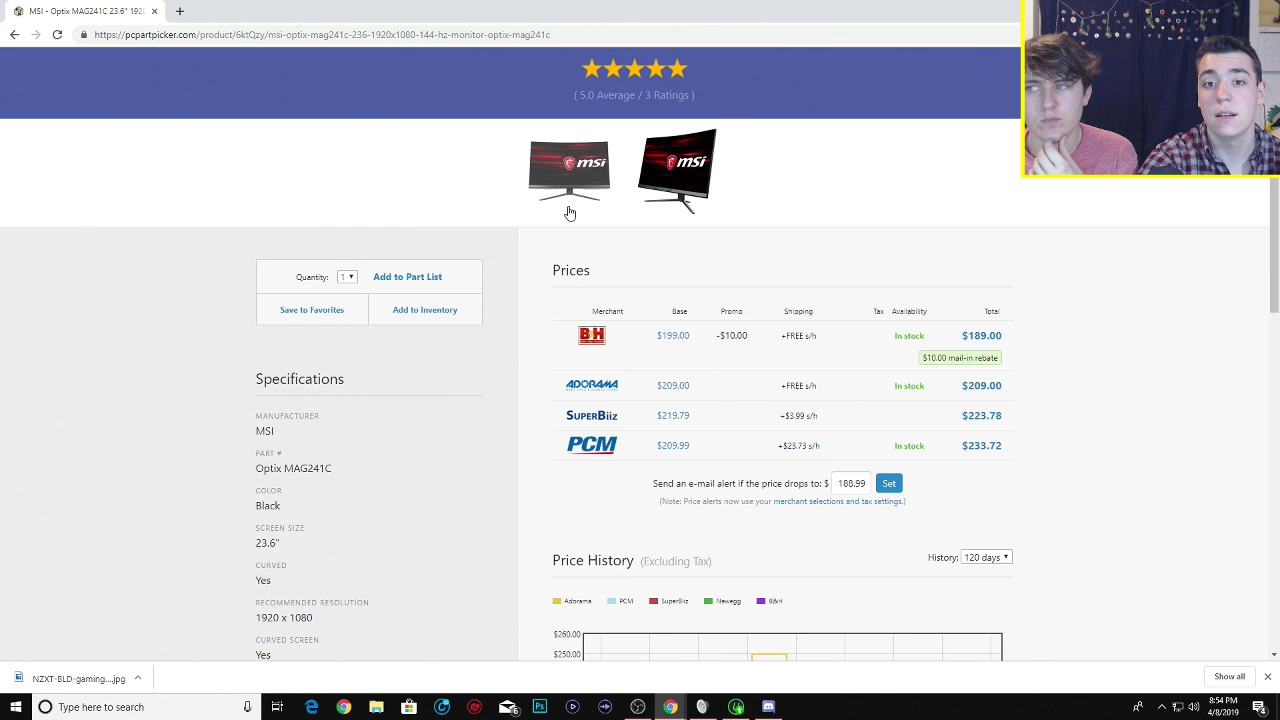 MSI - Optix MAG241C 23.6" 192
https://pcpartpicker.com/product/6ktQzy/msi-optix-mag241c-236-1920x1080-144-hz-monitor-optix-mag241c
( 5.0 Average / 3 Ratings )
msi msi
Quantity: 1 Add to Part List
Save to Favorites Add to Inventory
Specifications
MANUFACTURER
MSI
PART #
Optix MAG241C
COLOR
Black
SCREEN SIZE
23.6"
CURVED
Yes
RECOMMENDED RESOLUTION
1920 x 1080
CURVED SCREEN
Yes
Prices
Merchant Base Promo Shipping Tax Availability Total
B&H $199.00 -$10.00 +FREE s/h In stock $189.00
$10.00 mail-in rebate
ADORAMA $209.00 +FREE s/h In stock $209.00
SUPERBiiz $219.79 +$3.99 s/h $223.78
PCM $209.99 +$23.73 s/h In stock $233.72
Send an e-mail alert if the price drops to: $ 188.99 Set
(Note: Price alerts now use your merchant selections and tax settings.)
Price History (Excluding Tax) History: 120 days
Adorama PCM SuperBiiz Newegg B&H
$260.00
$250.00
NZXT-BLD-gaming....jpg Show all
Type here to search
8:54 PM
4/8/2019